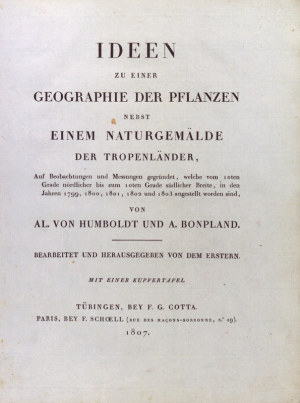 IDEEN
ZU EINER
GEOGRAPHIE DER PFLANZEN
NEBST
EINEM NATURGEMÄLDE
DER TROPENLÄNDER,
Auf Beobachtungen und Messungen gegründet, welche vom 10ten
Grade nördlicher bis zum 10ten Grade südlicher Breite, in den
Jahren 1799, 1800, 1801, 1802 und 1803 angestellt worden sind,
VON
AL. VON HUMBOLDT UND A. BONPLAND.
BEARBEITET UND HERAUSGEGEBEN VON DEM ERSTERN.
MIT EINER KUPFERTAFEL.
TÜBINGEN, BEY F. G. COTTA.
PARIS, BEY F. SCHOELL (RUE DES MAÇONS-SORBONNE, N.º 19).
1807.